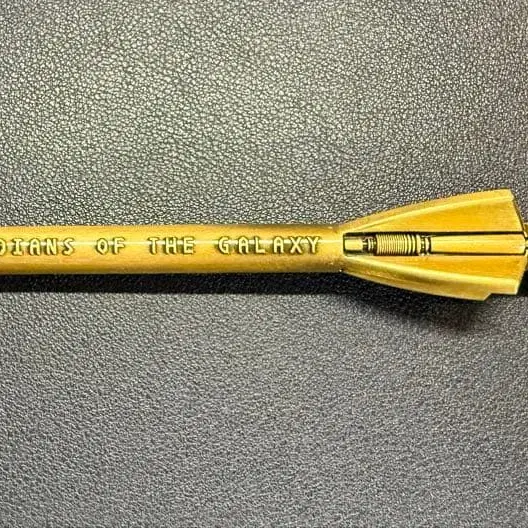 DIANS OF THE GALAXY